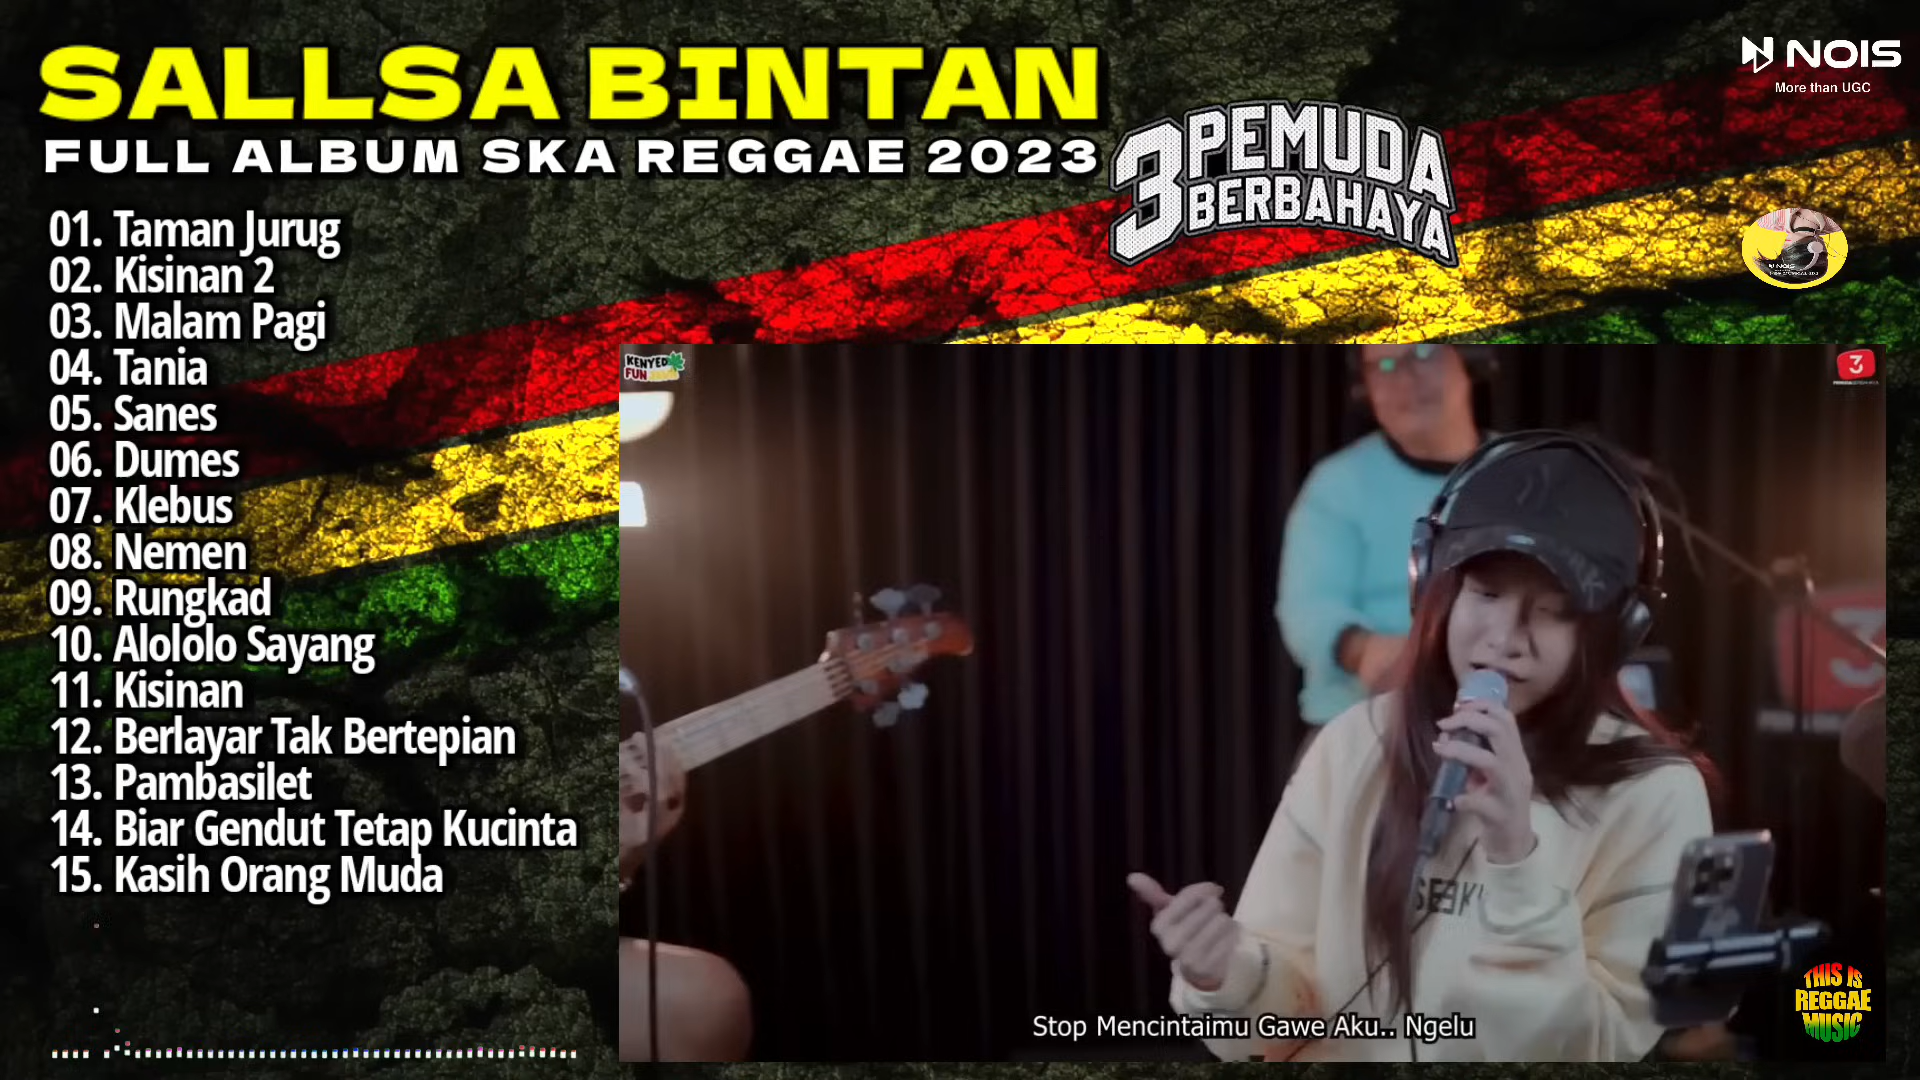 SALLSA BINTAN
FULL ALBUM SKA REGGAE 2023
3 PEMUDA
BERBAHAYA
NOIS
More than UGC
01. Taman Jurug
02. Kisinan 2
03. Malam Pagi
04. Tania
05. Sanes
06. Dumes
07. Klebus
08. Nemen
09. Rungkad
10. Alololo Sayang
11. Kisinan
12. Berlayar Tak Bertepian
13. Pambasilet
14. Biar Gendut Tetap Kucinta
15. Kasih Orang Muda
NOIS
KENYED
FUN
3
3
Stop Mencintaimu Gawe Aku.. Ngelu
THIS IS
REGGAE
MUSIC